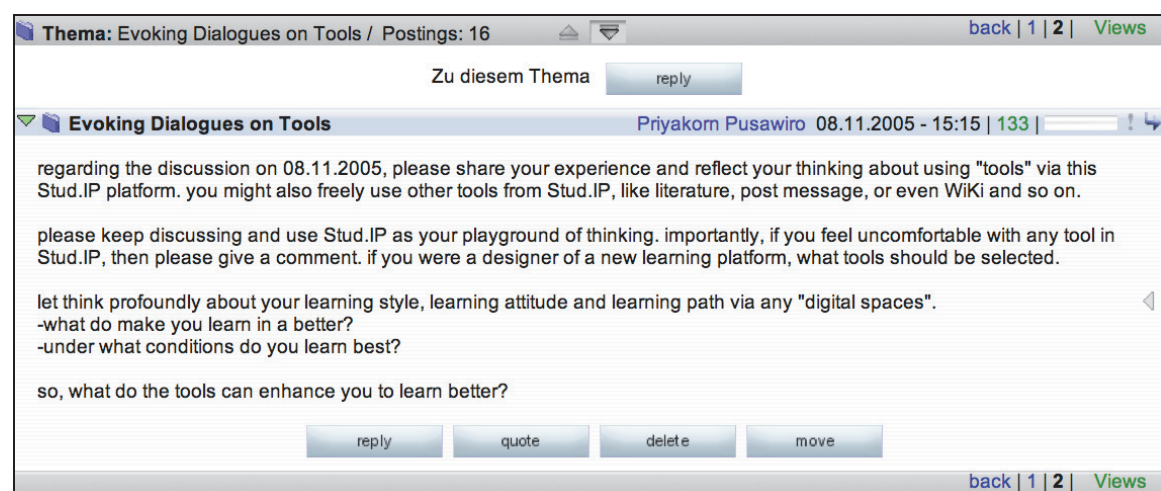 Thema: Evoking Dialogues on Tools / Postings: 16 back | 1 | 2 | Views
Zu diesem Thema reply
Evoking Dialogues on Tools Priyakorn Pusawiro 08.11.2005 - 15:15 | 133 | !
regarding the discussion on 08.11.2005, please share your experience and reflect your thinking about using "tools" via this
Stud.IP platform. you might also freely use other tools from Stud.IP, like literature, post message, or even WiKi and so on.
please keep discussing and use Stud.IP as your playground of thinking. importantly, if you feel uncomfortable with any tool in
Stud.IP, then please give a comment. if you were a designer of a new learning platform, what tools should be selected.
let think profoundly about your learning style, learning attitude and learning path via any "digital spaces".
-what do make you learn in a better?
-under what conditions do you learn best?
so, what do the tools can enhance you to learn better?
reply quote delete move
back | 1 | 2 | Views